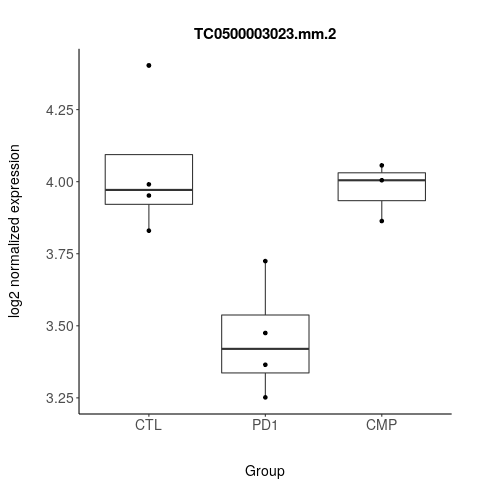 TC0500003023.mm.2
log2 normalized expression
4.25
4.00
3.75
3.50
3.25
CTL
PD1
CMP
Group